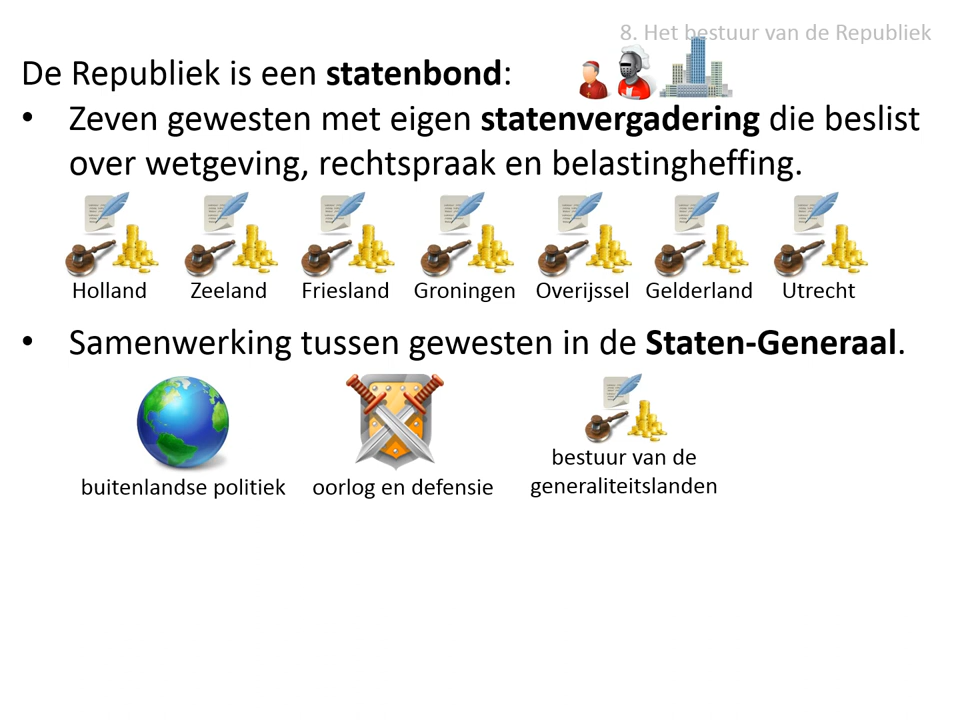 8. Het bestuur van de Republiek
De Republiek is een statenbond:
• Zeven gewesten met eigen statenvergadering die beslist
over wetgeving, rechtspraak en belastingheffing.
Holland Zeeland Friesland Groningen Overijssel Gelderland Utrecht
• Samenwerking tussen gewesten in de Staten-Generaal.
buitenlandse politiek oorlog en defensie bestuur van de
generaliteitslanden